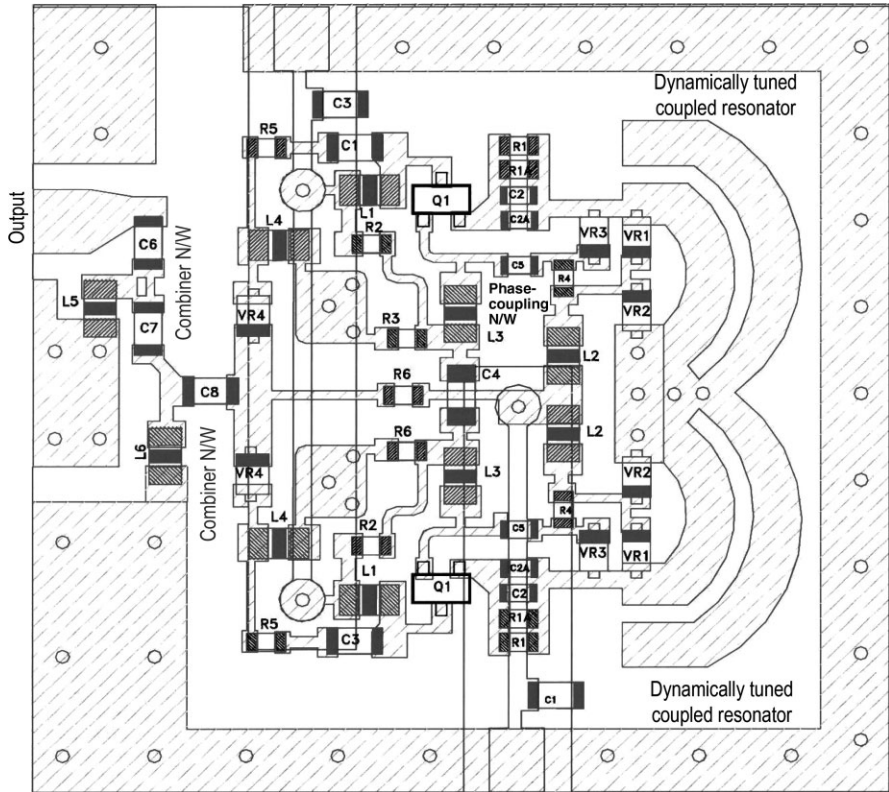 Dynamically tuned
coupled resonator
C3
R5
C1
R1
R1A
Q1
L1
C2
C2A
Output
L4
R2
VR3
VR1
C6
Combiner N/W
C5
R4
Phase-
coupling
N/W
L5
VR4
VR2
C7
R3
L3
L2
C4
R6
C8
L2
R6
L6
Combiner N/W
VR4
L3
VR2
R4
L4
R2
C5
VR3
VR1
L1
C2A
Q1
C2
R1A
R5
C3
R1
C1
Dynamically tuned
coupled resonator